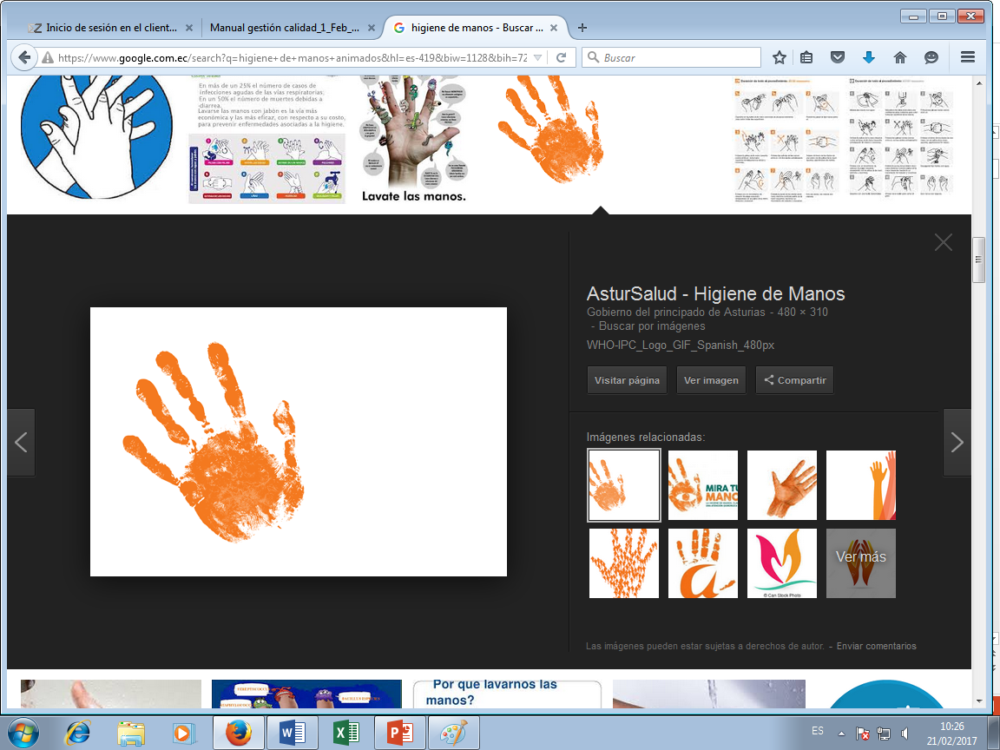 Inicio de sesión en el client...
Manual gestión calidad_1_Feb_...
higiene de manos - Buscar ...
https://www.google.com.ec/search?q=higiene+de+manos+animados&hl=es-419&biw=1128&bih=72
Buscar
En más de un 25% el número de casos de
infecciones agudas de las vías respiratorias.
En un 50% el número de muertes debidas a
diarrea.
Lavarse las manos con jabón es la vía más
económica y las más eficaz, con respecto a su costo,
para prevenir enfermedades asociadas a la higiene.
Lavate las manos.
AsturSalud - Higiene de Manos
Gobierno del principado de Asturias - 480 × 310
- Buscar por imágenes
WHO-IPC_Logo_GIF_Spanish_480px
Visitar página
Ver imagen
Compartir
Imágenes relacionadas:
MIRA TU
MANO
© Can Stock Photo
Ver más
Las imágenes pueden estar sujetas a derechos de autor. - Enviar comentarios
Por que lavarnos las
manos?
ES
10:26
21/02/2017